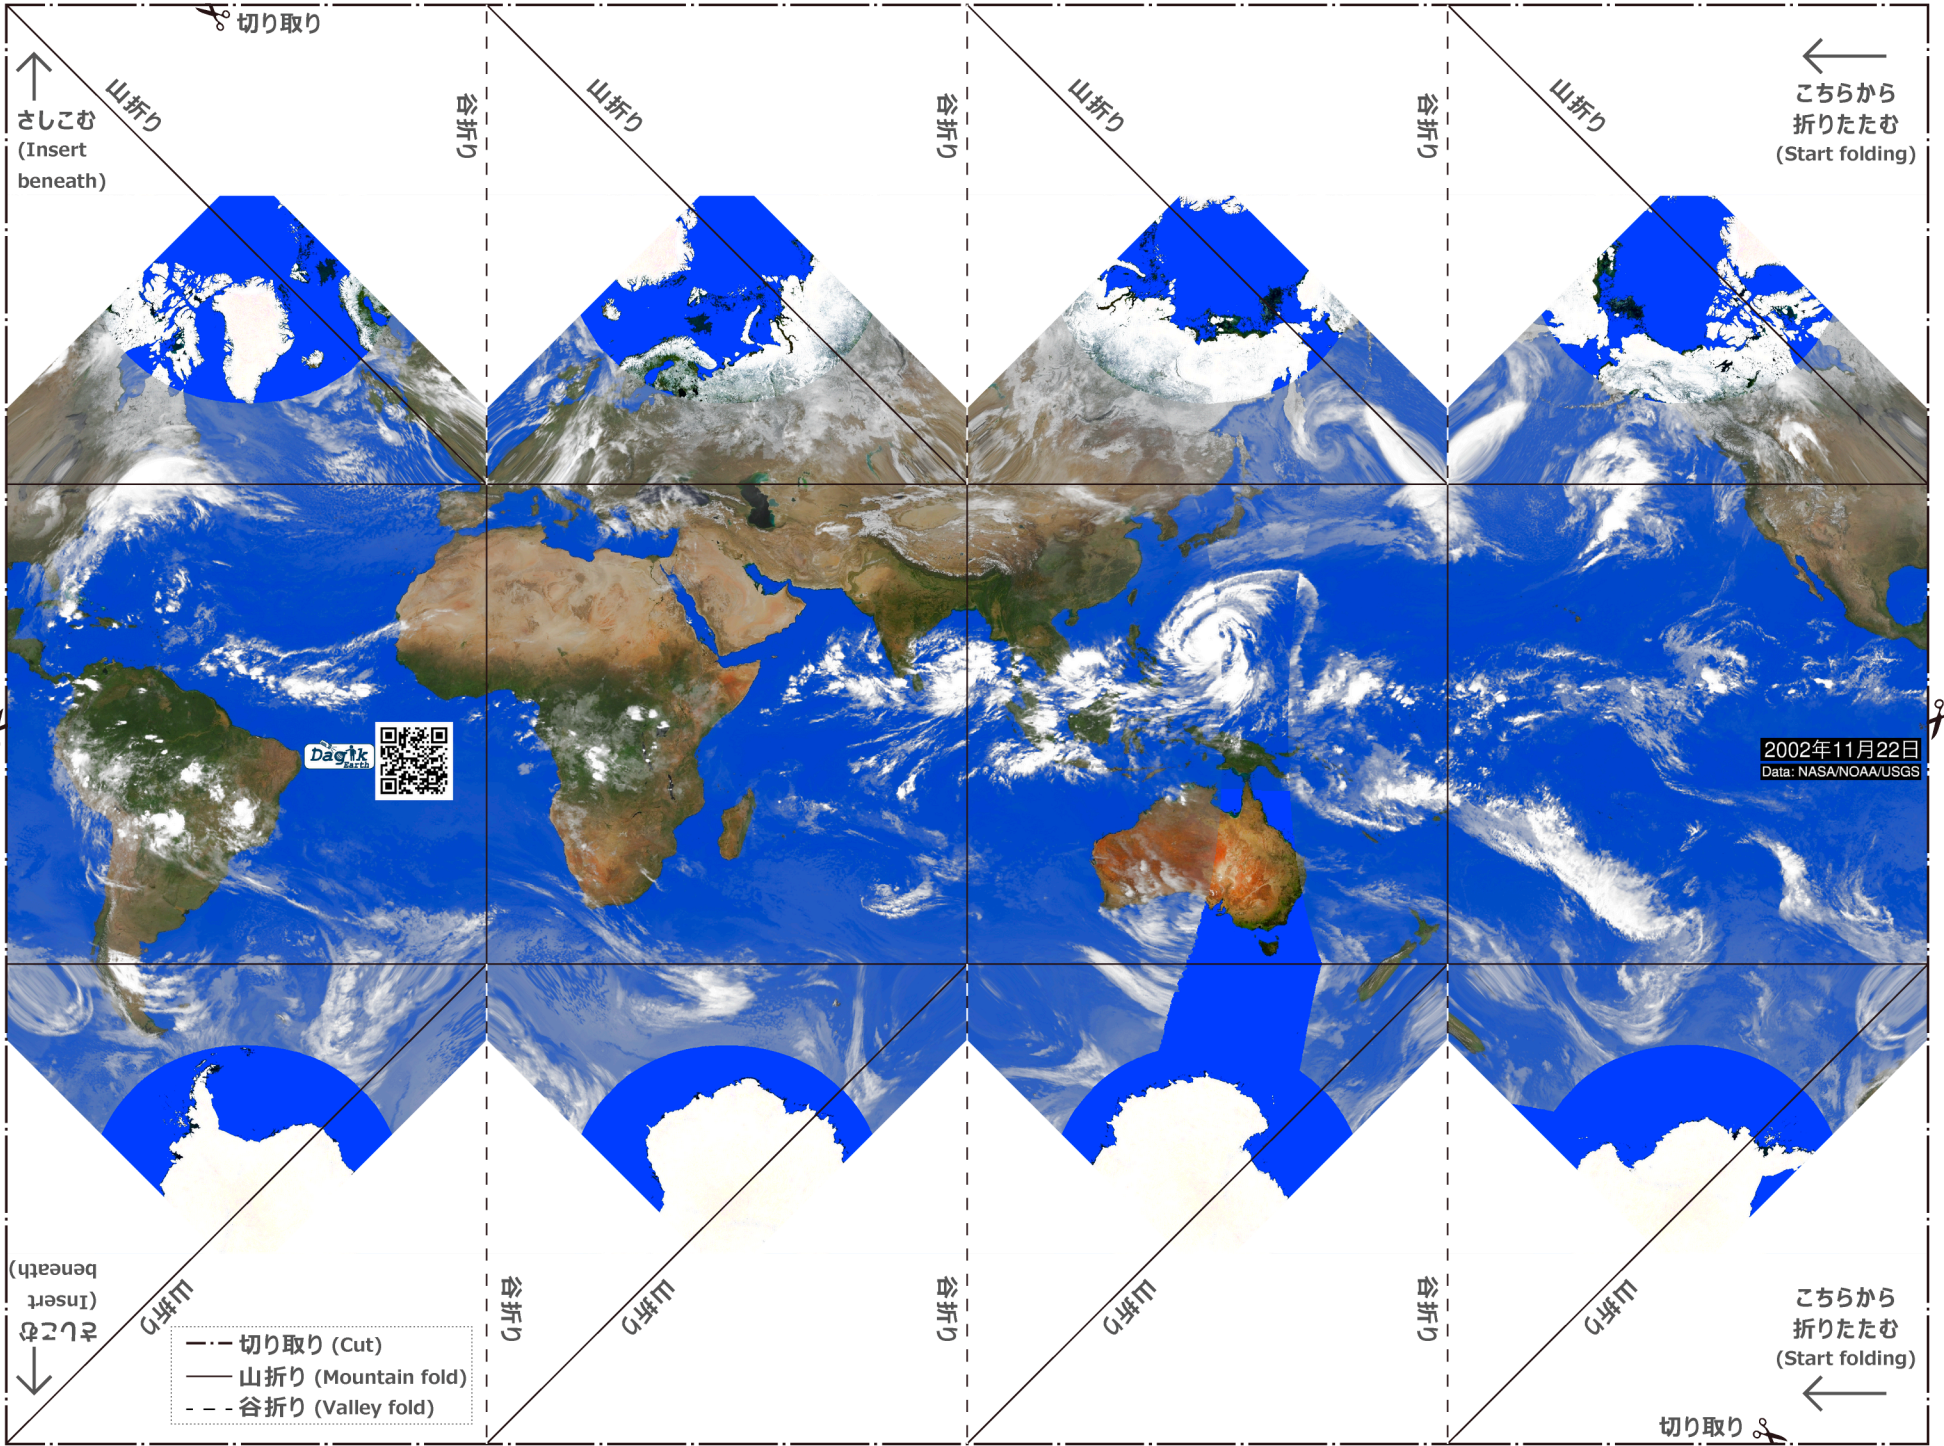 切り取り
山折り
谷折り
山折り
谷折り
山折り
谷折り
山折り
さしこむ
(Insert
beneath)
こちらから
折りたたむ
(Start folding)
Dagik
Earth
2002年11月22日
Data: NASA/NOAA/USGS
さしこむ
(Insert
beneath)
山折り
谷折り
山折り
谷折り
山折り
谷折り
山折り
切り取り (Cut)
山折り (Mountain fold)
谷折り (Valley fold)
こちらから
折りたたむ
(Start folding)
切り取り